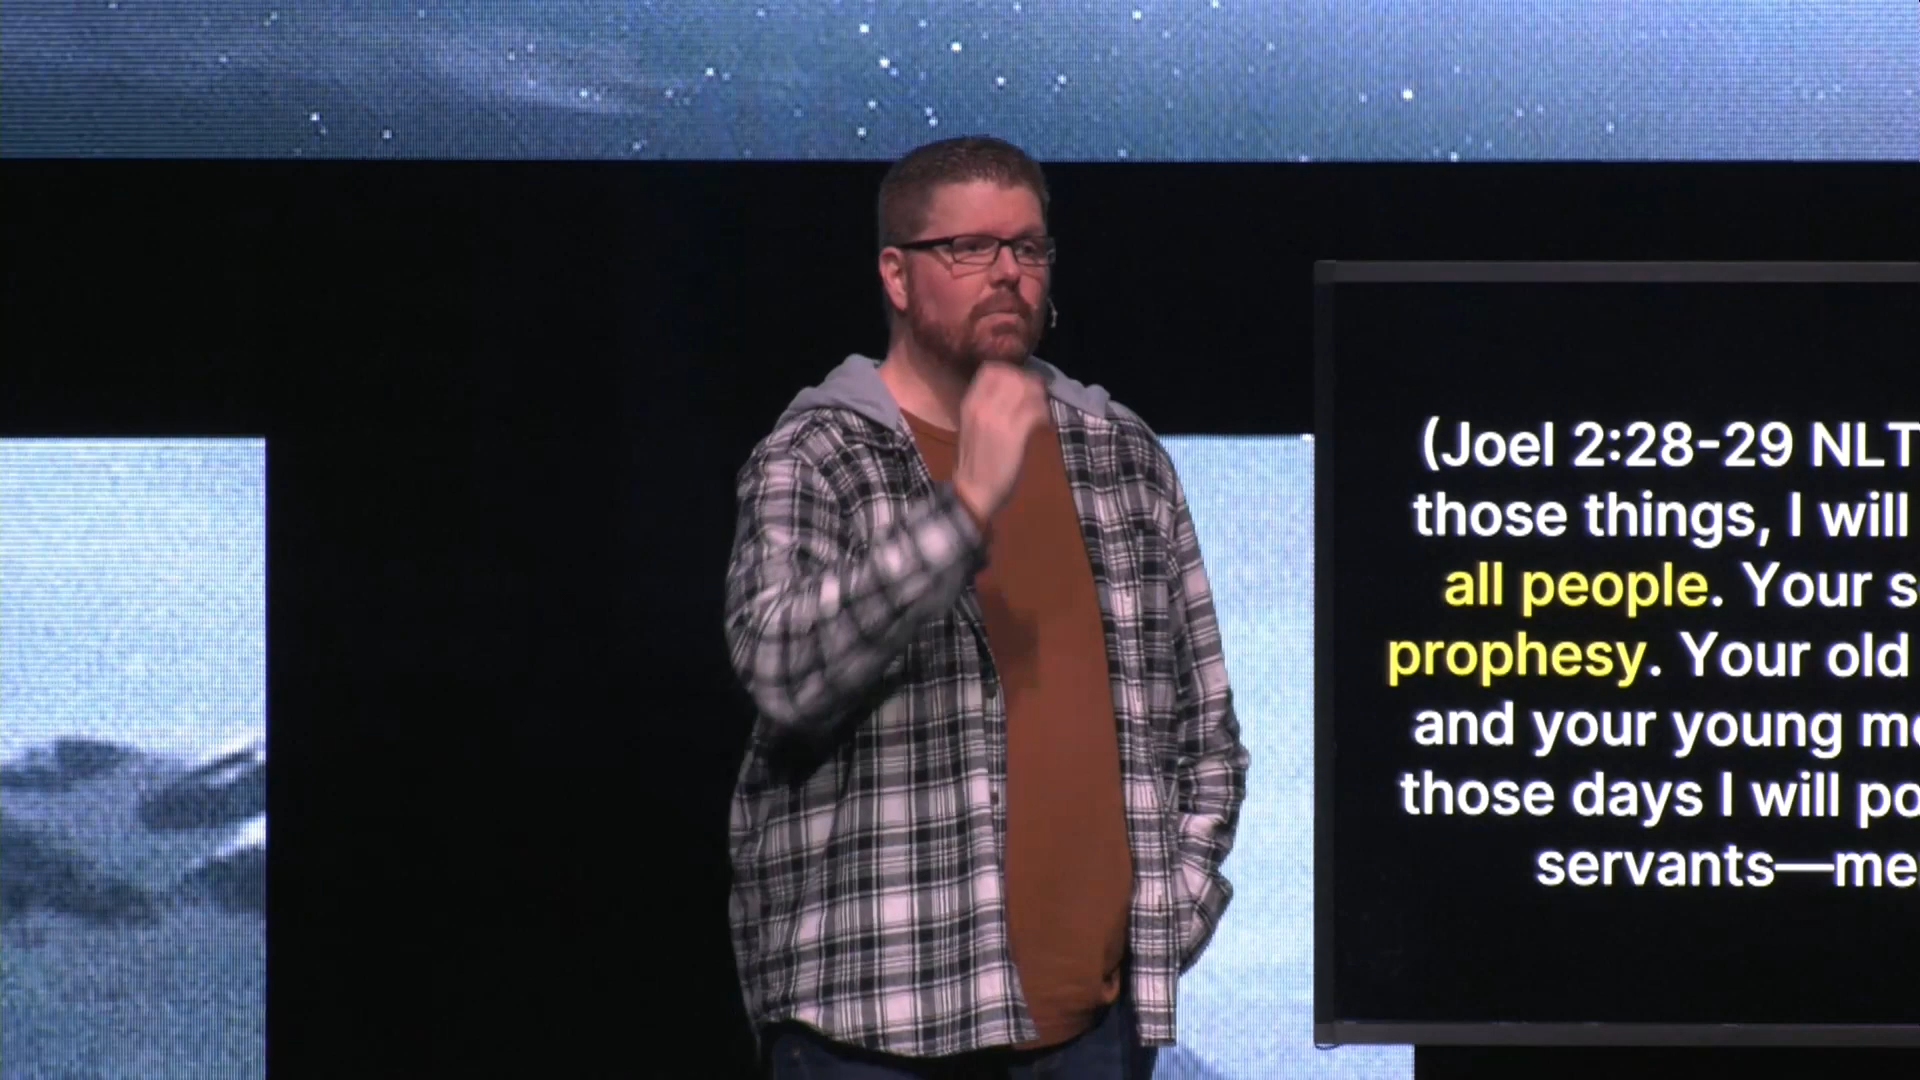 (Joel 2:28-29 NLT
those things, I will
all people. Your s
prophesy. Your old
and your young me
those days I will po
servants—me